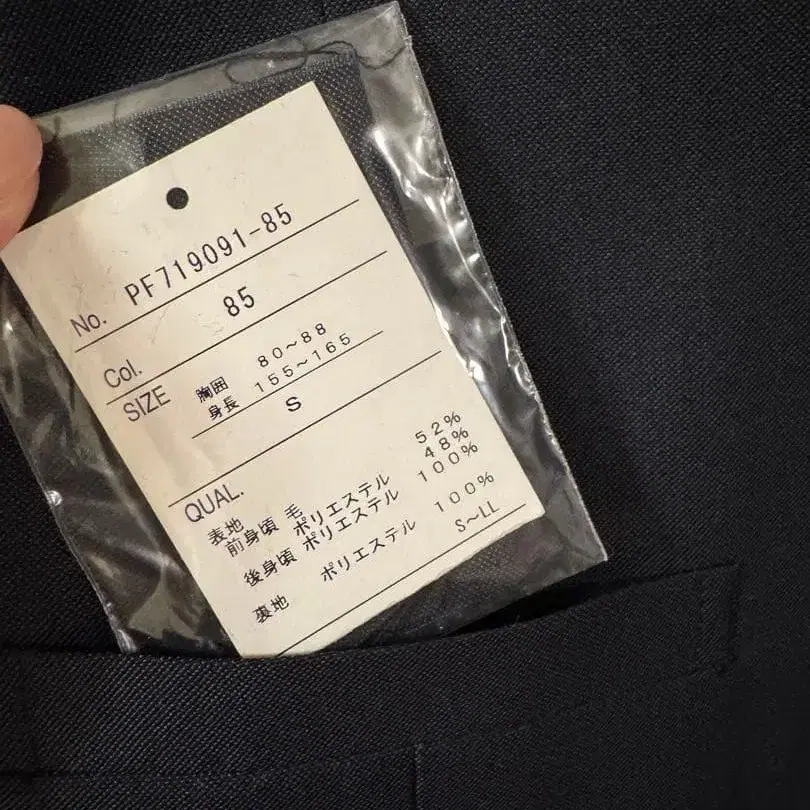 No. PF719091-85
Col. 85
SIZE 胸囲 80~88
身長 155~165
S
QUAL.
表地
前身頃 毛 52%
ポリエステル 48%
後身頃 ポリエステル 100%
裏地 ポリエステル 100%
S~LL